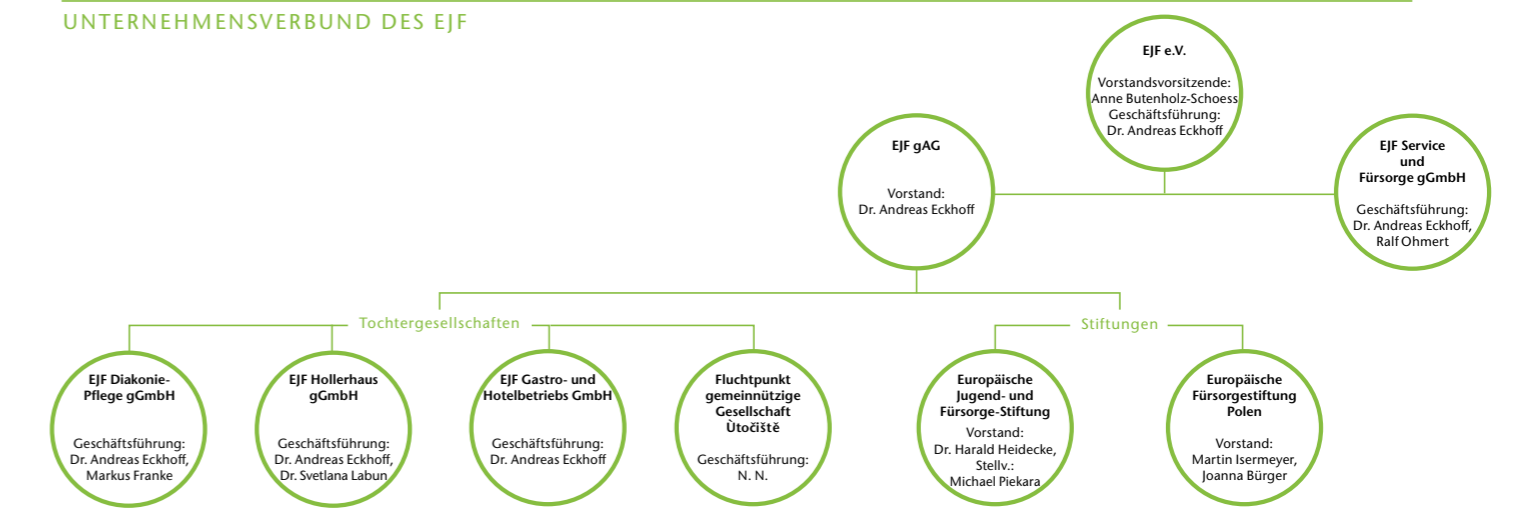 UNTERNEHMENSVERBUND DES EJF
EJF e.V.
Vorstandsvorsitzende:
Anne Butenholz-Schoess
Geschäftsführung:
Dr. Andreas Eckhoff
EJF gAG
Vorstand:
Dr. Andreas Eckhoff
EJF Service
und
Fürsorge gGmbH
Geschäftsführung:
Dr. Andreas Eckhoff,
Ralf Ohmert
Tochtergesellschaften
Stiftungen
EJF Diakonie-
Pflege gGmbH
Geschäftsführung:
Dr. Andreas Eckhoff,
Markus Franke
EJF Hollerhaus
gGmbH
Geschäftsführung:
Dr. Andreas Eckhoff,
Dr. Svetlana Labun
EJF Gastro- und
Hotelbetriebs GmbH
Geschäftsführung:
Dr. Andreas Eckhoff
Fluchtpunkt
gemeinnützige
Gesellschaft
Ùtočiště
Geschäftsführung:
N. N.
Europäische
Jugend- und
Fürsorge-Stiftung
Vorstand:
Dr. Harald Heidecke,
Stellv.:
Michael Piekara
Europäische
Fürsorgestiftung
Polen
Vorstand:
Martin Isermeyer,
Joanna Bürger